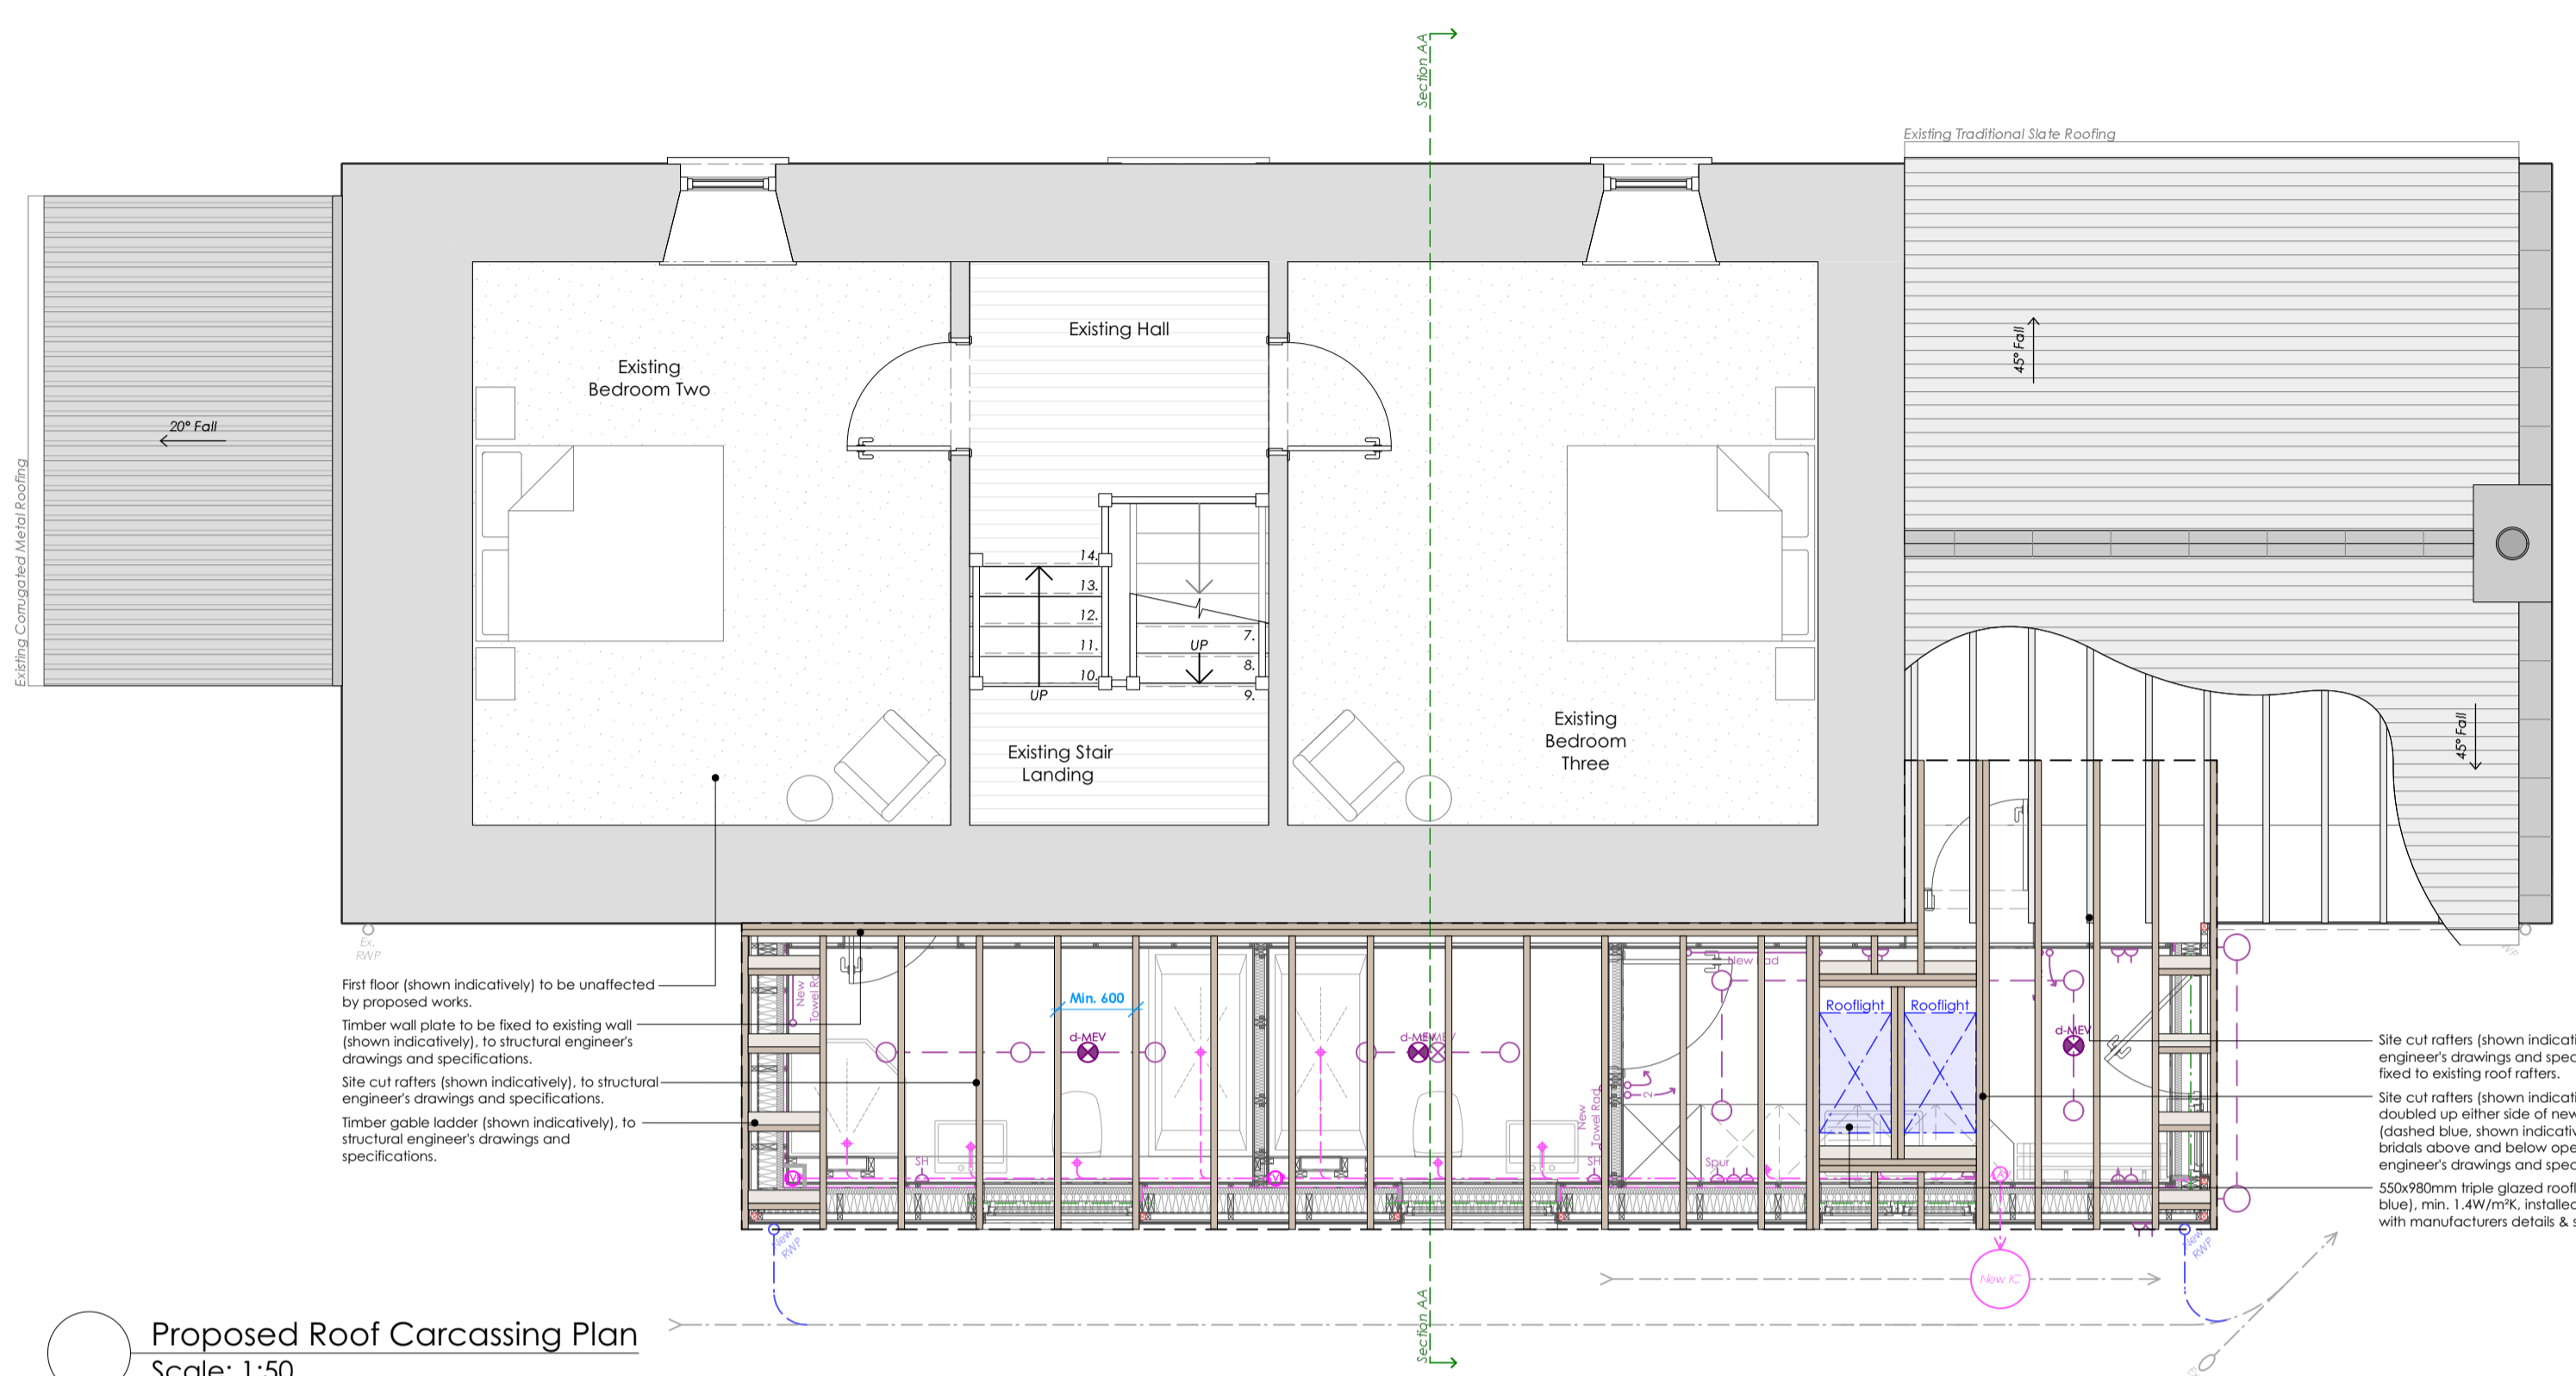 Section AA
Existing Traditional Slate Roofing
Existing Hall
45° Fall
Existing
Bedroom Two
20° Fall
Existing Corrugated Metal Roofing
14.
13.
12.
11.
10.
UP
7.
UP
8.
9.
Existing
Bedroom
Three
Existing Stair
Landing
45° Fall
Ex.
RWP
First floor (shown indicatively) to be unaffected
by proposed works.
Timber wall plate to be fixed to existing wall
(shown indicatively), to structural engineer's
drawings and specifications.
Site cut rafters (shown indicatively), to structural
engineer's drawings and specifications.
Timber gable ladder (shown indicatively), to
structural engineer's drawings and
specifications.
New
Towel
Min. 600
d-MEV
d-MEV
New
Rooflight
Rooflight
d-MEV
New
Towel Rad
2
SH
SH
Spur
V
V
Site cut rafters (shown
engineer's drawings and
fixed to existing roof rafters.
Site cut rafters (shown
doubled up either side of new
(dashed blue, shown
(bridals above and below
engineer's drawings and
550x980mm triple glazed
blue), min. 1.4W/m²K, installed
with manufacturers details &
New
RWP
New
RWP
New IC
Section AA
Proposed Roof Carcassing Plan
Scale: 1:50